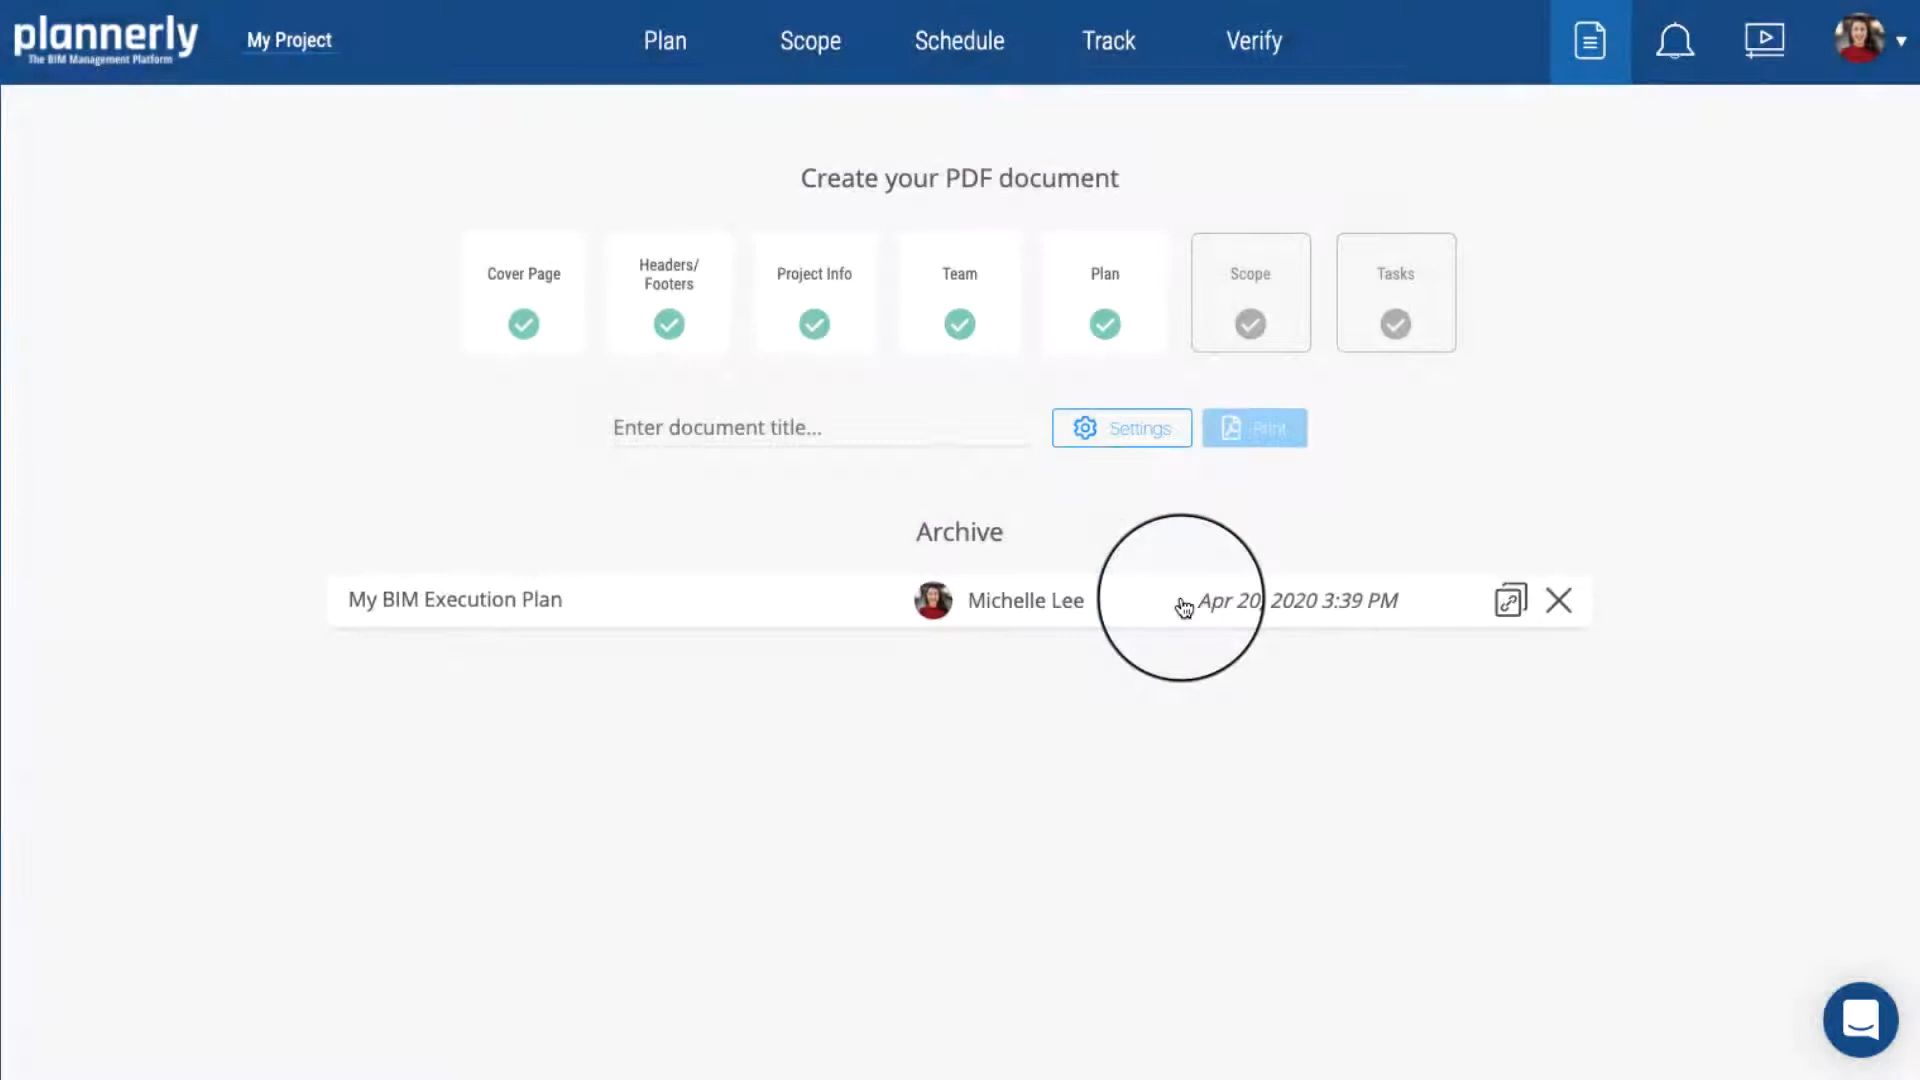 plannerly
The BIM Management Platform
My Project
Plan
Scope
Schedule
Track
Verify
Create your PDF document
Cover Page
Headers/
Footers
Project Info
Team
Plan
Scope
Tasks
Enter document title...
Settings
Print
Archive
My BIM Execution Plan
Michelle Lee
Apr 20, 2020 3:39 PM